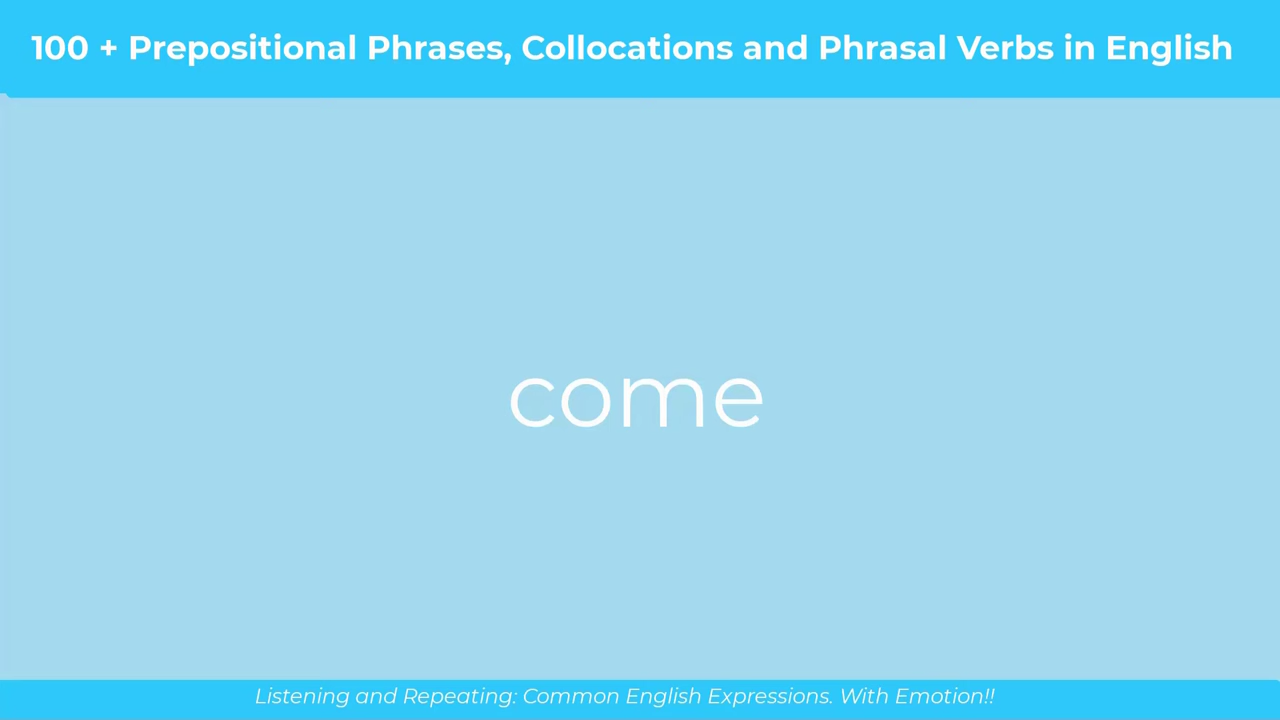 100 + Prepositional Phrases, Collocations and Phrasal Verbs in English
come
Listening and Repeating: Common English Expressions. With Emotion!!